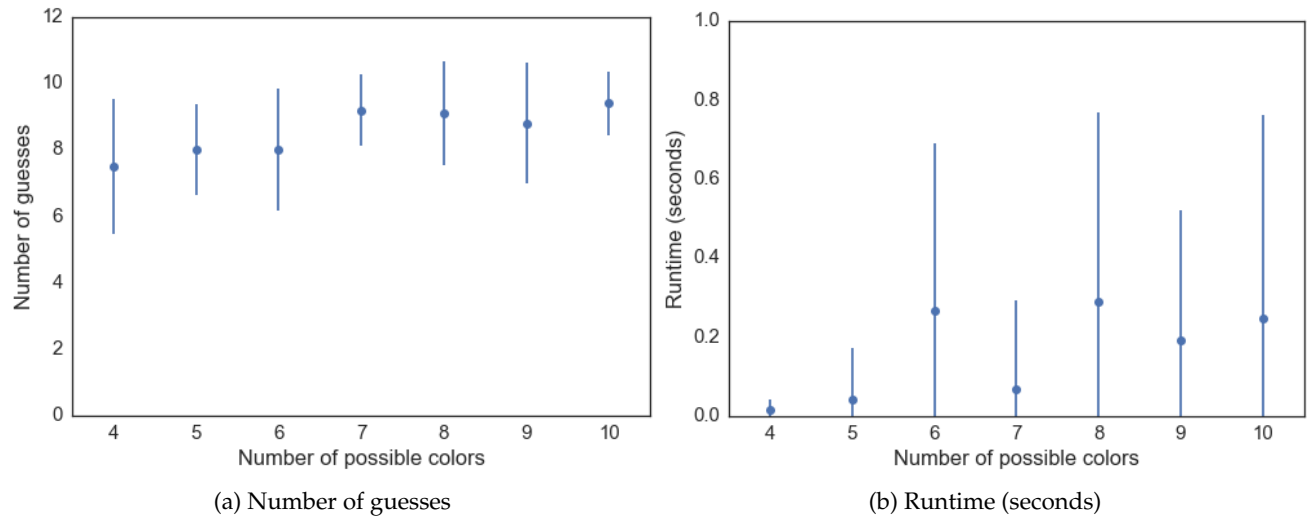 12
10
8
6
4
2
0
Number of guesses
4 5 6 7 8 9 10
Number of possible colors
(a) Number of guesses
1.0
0.8
0.6
0.4
0.2
0.0
Runtime (seconds)
4 5 6 7 8 9 10
Number of possible colors
(b) Runtime (seconds)